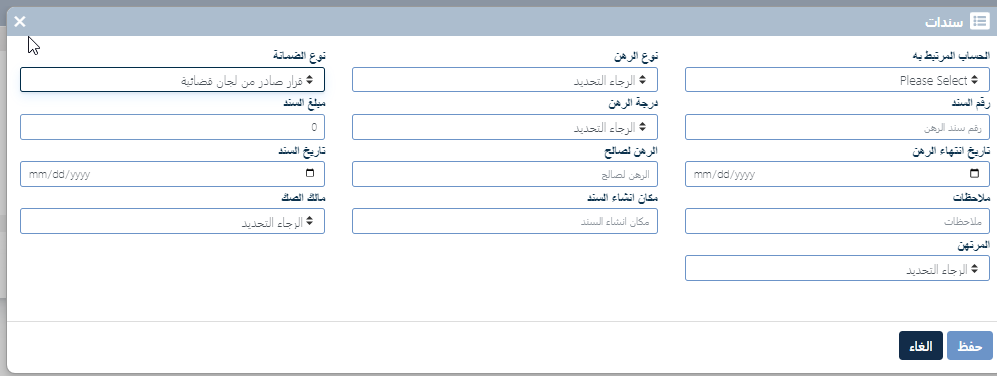 سندات
الحساب المرتبط به
نوع الرهن
نوع الضمانة
Please Select
الرجاء التحديد
قرار صادر من لجان قضائية
رقم السند
درجة الرهن
مبلغ السند
رقم سند الرهن
الرجاء التحديد
0
تاريخ انتهاء الرهن
الرهن لصالح
تاريخ السند
mm/dd/yyyy
الرهن لصالح
mm/dd/yyyy
ملاحظات
مكان انشاء السند
مالك الصك
ملاحظات
مكان انشاء السند
الرجاء التحديد
المرتهن
الرجاء التحديد
حفظ
الغاء